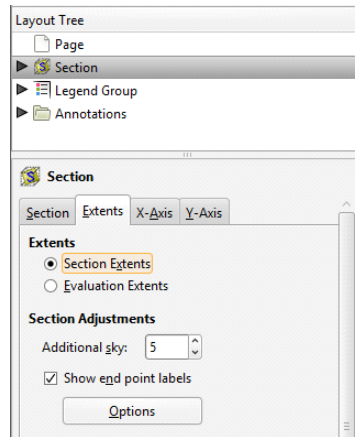 Layout Tree
Page
Section
Legend Group
Annotations
Section
Section Extents X-Axis Y-Axis
Extents
Section Extents
Evaluation Extents
Section Adjustments
Additional sky: 5
Show end point labels
Options